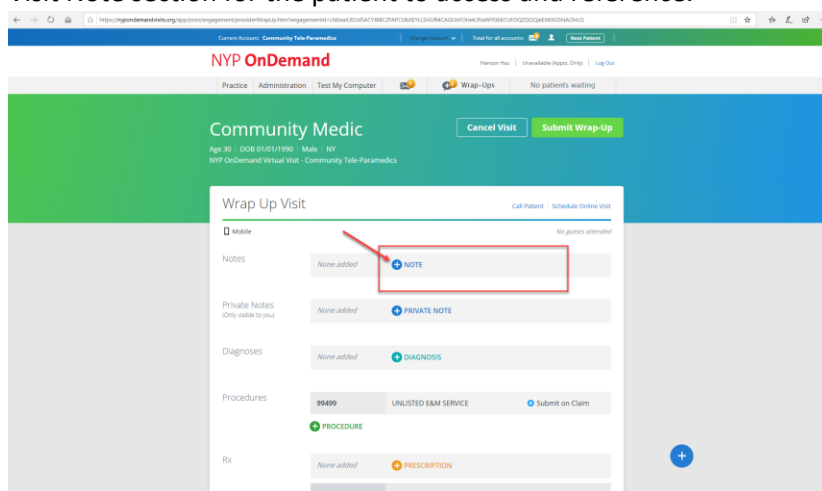 Visit Note section for the patient to access and reference.
Current Account: Community Tele-Paramedics
Change Account
Total for all accounts:
Next Patient
NYP OnDemand
Hanson Hsu
Unavailable (Appts. Only)
Log Out
Practice Administration Test My Computer Wrap-Ups No patients waiting
Community Medic
Cancel Visit Submit Wrap-Up
Age 30 | DOB 01/01/1990 | Male | NY
NYP OnDemand Virtual Visit - Community Tele-Paramedics
Wrap Up Visit
Call Patient | Schedule Online Visit
Mobile
No guests attended
Notes
None added
NOTE
Private Notes
(Only visible to you)
None added
PRIVATE NOTE
Diagnoses
None added
DIAGNOSIS
Procedures
99499 UNLISTED E&M SERVICE Submit on Claim
PROCEDURE
Rx
None added
PRESCRIPTION